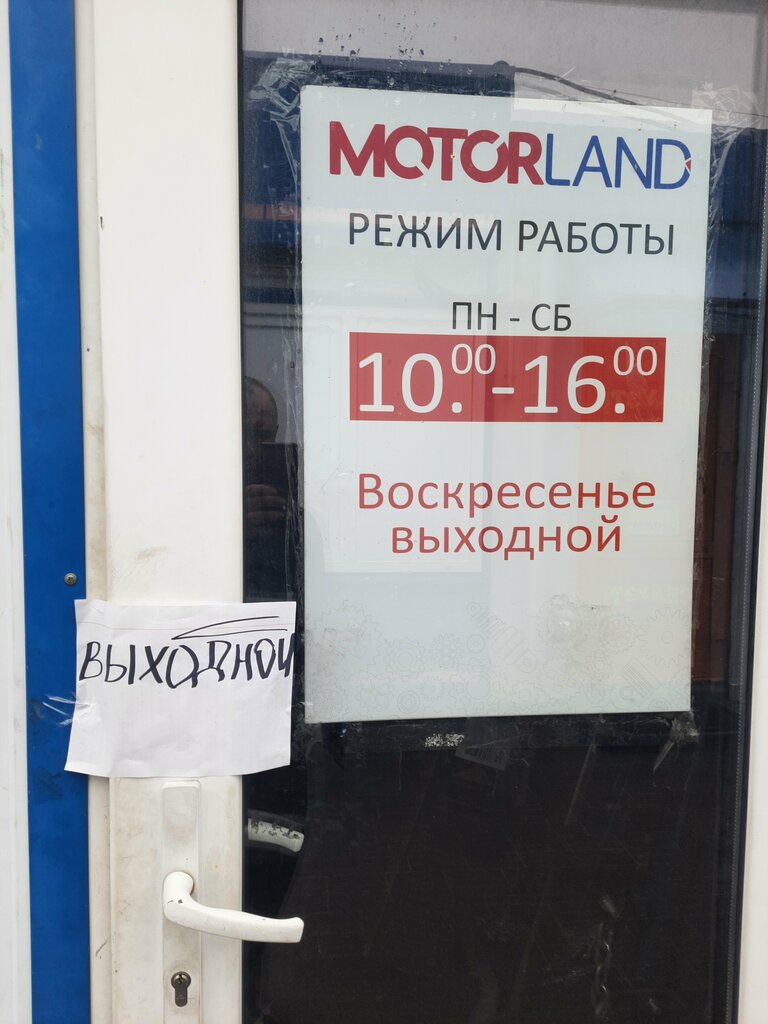 MOTORLAND
РЕЖИМ РАБОТЫ
ПН - СБ
10.00-16.00
Воскресенье
выходной
ВЫХОДНОЙ